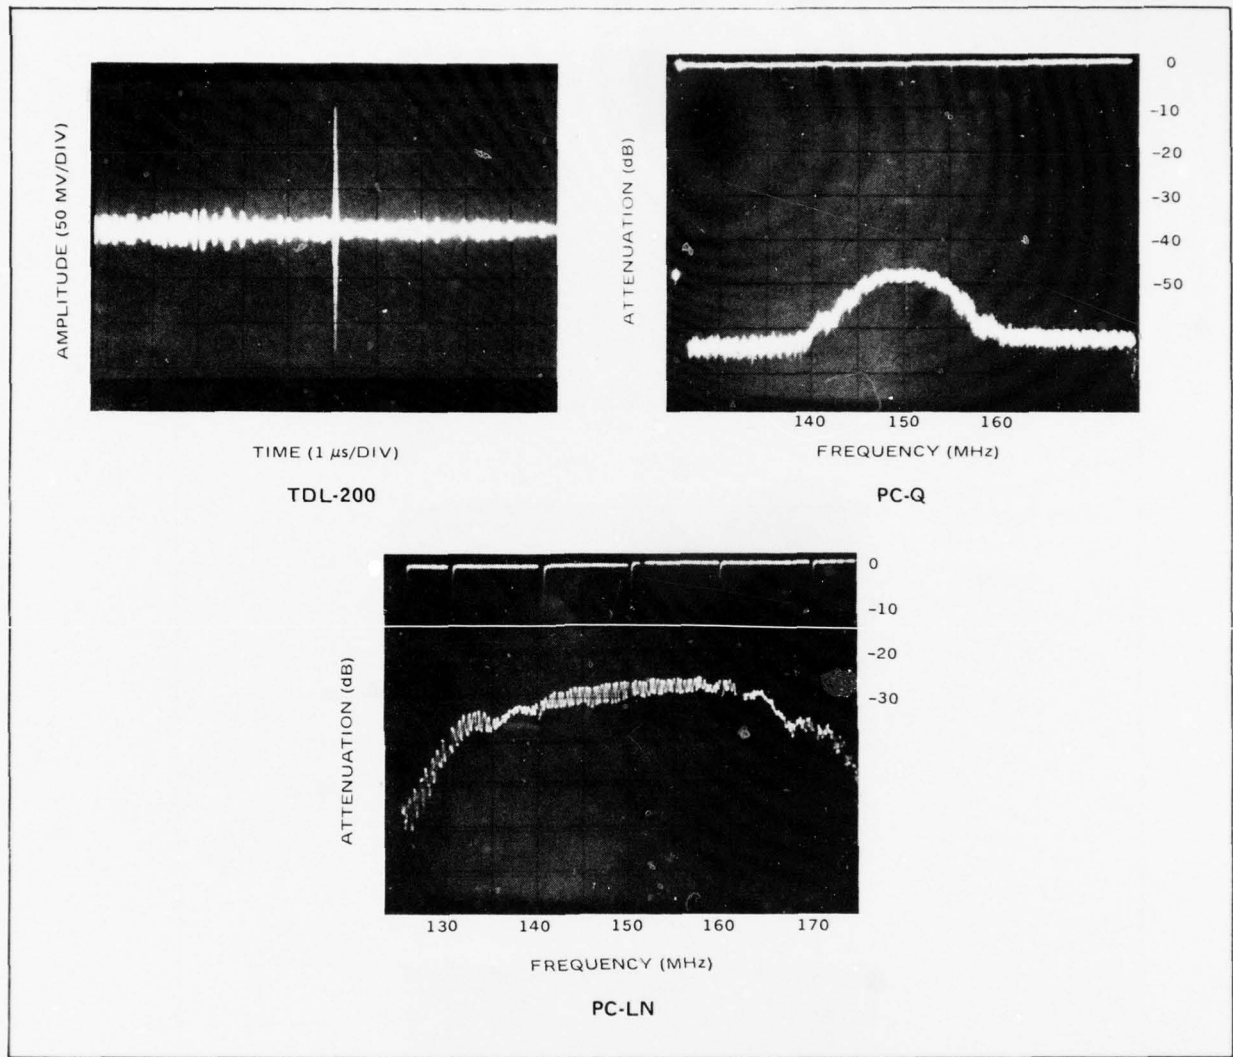 AMPLITUDE (50 MV/DIV)
TIME (1 μs/DIV)
TDL-200
ATTENUATION (dB)
0
-10
-20
-30
-40
-50
140 150 160
FREQUENCY (MHz)
PC-Q
ATTENUATION (dB)
0
-10
-20
-30
130 140 150 160 170
FREQUENCY (MHz)
PC-LN